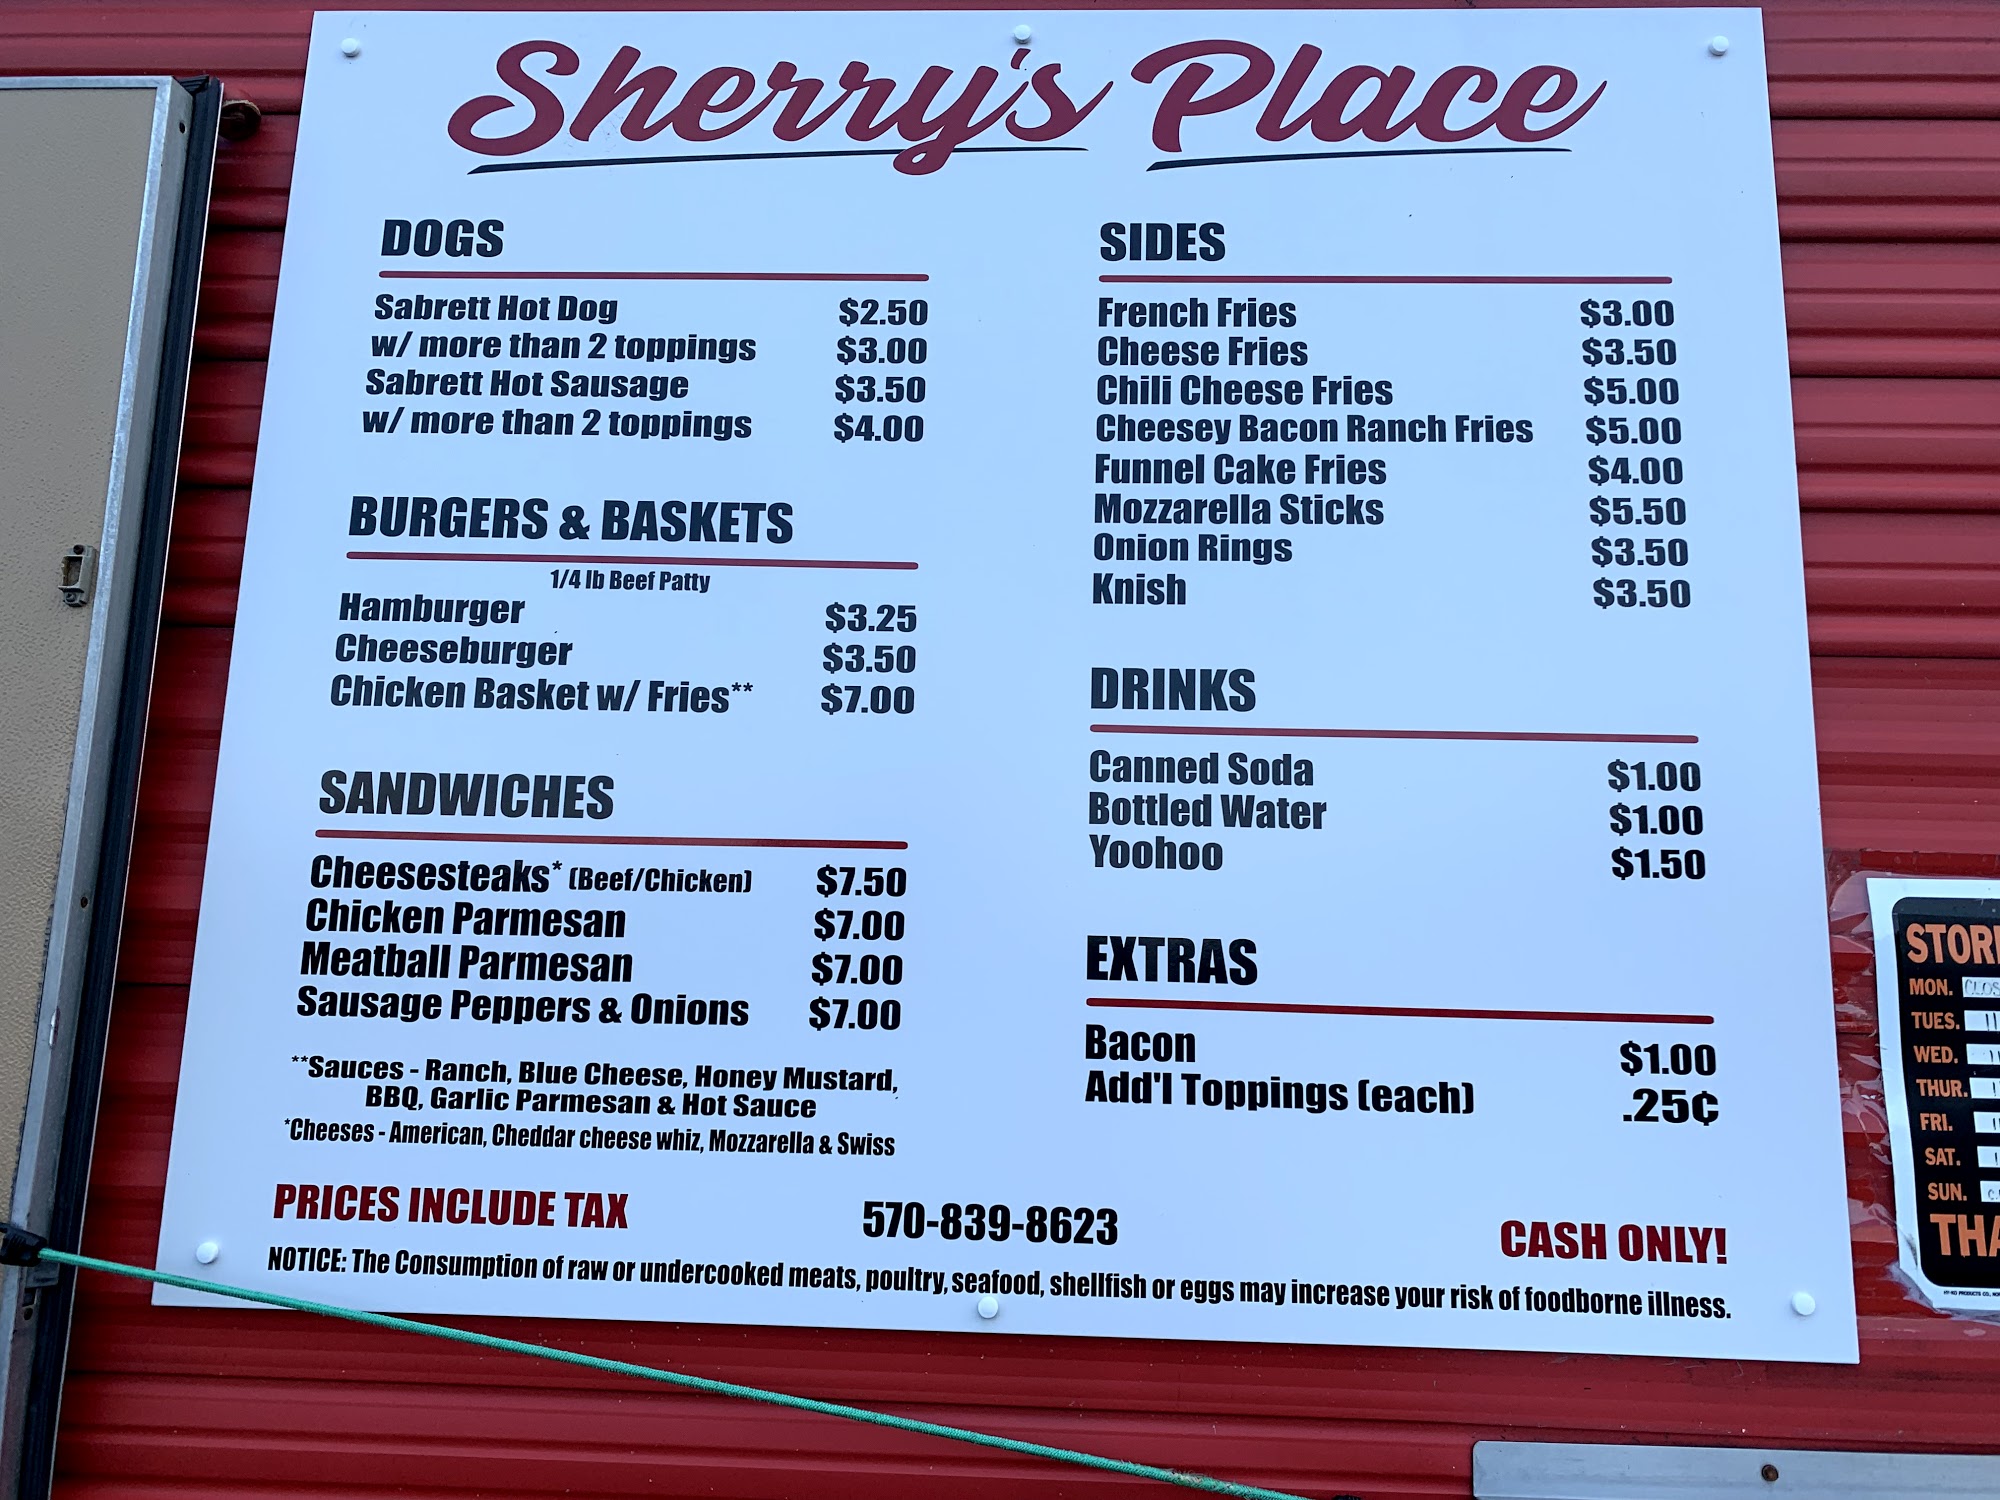 Sherry's Place
DOGS
Sabrett Hot Dog $2.50
w/ more than 2 toppings $3.00
Sabrett Hot Sausage $3.50
w/ more than 2 toppings $4.00
BURGERS & BASKETS
1/4 lb Beef Patty
Hamburger $3.25
Cheeseburger $3.50
Chicken Basket w/ Fries** $7.00
SANDWICHES
Cheesesteaks* (Beef/Chicken) $7.50
Chicken Parmesan $7.00
Meatball Parmesan $7.00
Sausage Peppers & Onions $7.00
**Sauces - Ranch, Blue Cheese, Honey Mustard,
BBQ, Garlic Parmesan & Hot Sauce
*Cheeses - American, Cheddar cheese whiz, Mozzarella & Swiss
SIDES
French Fries $3.00
Cheese Fries $3.50
Chili Cheese Fries $5.00
Cheesey Bacon Ranch Fries $5.00
Funnel Cake Fries $4.00
Mozzarella Sticks $5.50
Onion Rings $3.50
Knish $3.50
DRINKS
Canned Soda $1.00
Bottled Water $1.00
Yoohoo $1.50
EXTRAS
Bacon $1.00
Add'l Toppings (each) .25¢
PRICES INCLUDE TAX 570-839-8623 CASH ONLY!
NOTICE: The Consumption of raw or undercooked meats, poultry, seafood, shellfish or eggs may increase your risk of foodborne illness.
STOR
MON. CLOS
TUES. 11
WED. 11
THUR.
FRI.
SAT.
SUN.
THA